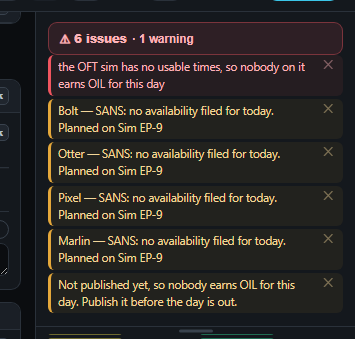 ⚠ 6 issues · 1 warning
the OFT sim has no usable times, so nobody on it
earns OIL for this day
Bolt — SANS: no availability filed for today.
Planned on Sim EP-9
Otter — SANS: no availability filed for today.
Planned on Sim EP-9
Pixel — SANS: no availability filed for today.
Planned on Sim EP-9
Marlin — SANS: no availability filed for today.
Planned on Sim EP-9
Not published yet, so nobody earns OIL for this
day. Publish it before the day is out.